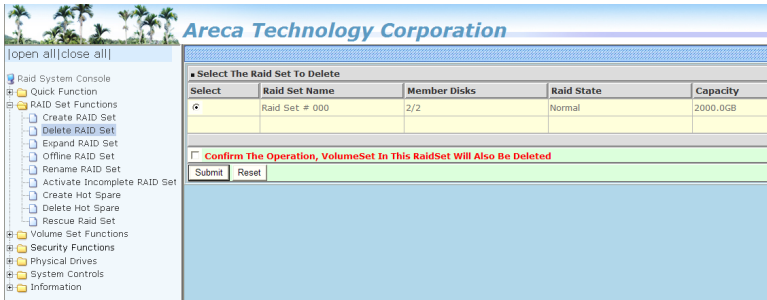 Areca Technology Corporation
|open all|close all|
Raid System Console
Quick Function
RAID Set Functions
Create RAID Set
Delete RAID Set
Expand RAID Set
Offline RAID Set
Rename RAID Set
Activate Incomplete RAID Set
Create Hot Spare
Delete Hot Spare
Rescue Raid Set
Volume Set Functions
Security Functions
Physical Drives
System Controls
Information
Select The Raid Set To Delete
Select Raid Set Name Member Disks Raid State Capacity
Raid Set # 000 2/2 Normal 2000.0GB
Confirm The Operation, VolumeSet In This RaidSet Will Also Be Deleted
Submit Reset